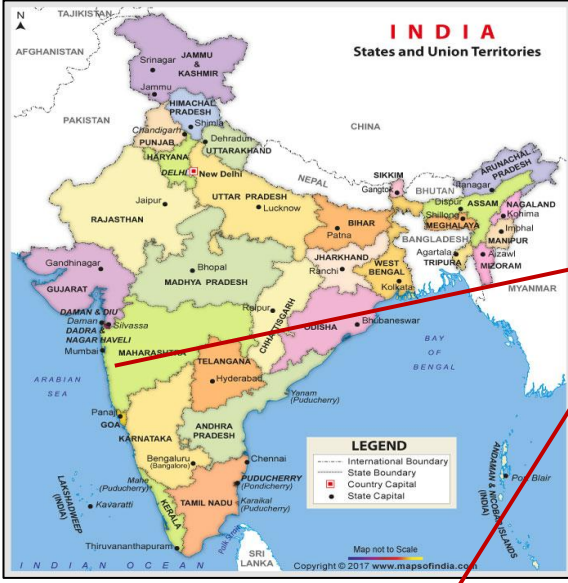 N
INDIA
States and Union Territories
TAJIKISTAN
AFGHANISTAN
PAKISTAN
CHINA
NEPAL
BHUTAN
BANGLADESH
MYANMAR
SRI
LANKA
JAMMU
&
KASHMIR
Srinagar
Jammu
HIMACHAL
PRADESH
Shimla
Chandigarh
PUNJAB
Dehradun
UTTARAKHAND
HARYANA
DELHI
New Delhi
RAJASTHAN
Jaipur
UTTAR PRADESH
Lucknow
BIHAR
Patna
SIKKIM
Gangtok
ARUNACHAL
PRADESH
Itanagar
Dispur
ASSAM
NAGALAND
Kohima
Shillong
MEGHALAYA
Imphal
MANIPUR
Agartala
TRIPURA
Aizawl
MIZORAM
Gandhinagar
GUJARAT
Bhopal
MADHYA PRADESH
JHARKHAND
Ranchi
WEST
BENGAL
Kolkata
DAMAN & DIU
Daman
Silvassa
DADRA &
NAGAR HAVELI
Mumbai
MAHARASHTRA
Raipur
CHHATTISGARH
ODISHA
Bhubaneswar
TELANGANA
Hyderabad
ARABIAN
SEA
BAY
OF
BENGAL
Yanam
(Puducherry)
Panaji
GOA
KARNATAKA
ANDHRA
PRADESH
Bengaluru
(Bangalore)
Chennai
Mahe
(Puducherry)
PUDUCHERRY
(Pondicherry)
Karaikal
(Puducherry)
TAMIL NADU
KERALA
Thiruvananthapuram
LAKSHADWEEP
(INDIA)
Kavaratti
ANDAMAN & NICOBAR ISLANDS
(INDIA)
Port Blair
Palk Strait
INDIAN OCEAN
LEGEND
International Boundary
State Boundary
Country Capital
State Capital
Map not to Scale
Copyright © 2017 www.mapsofindia.com